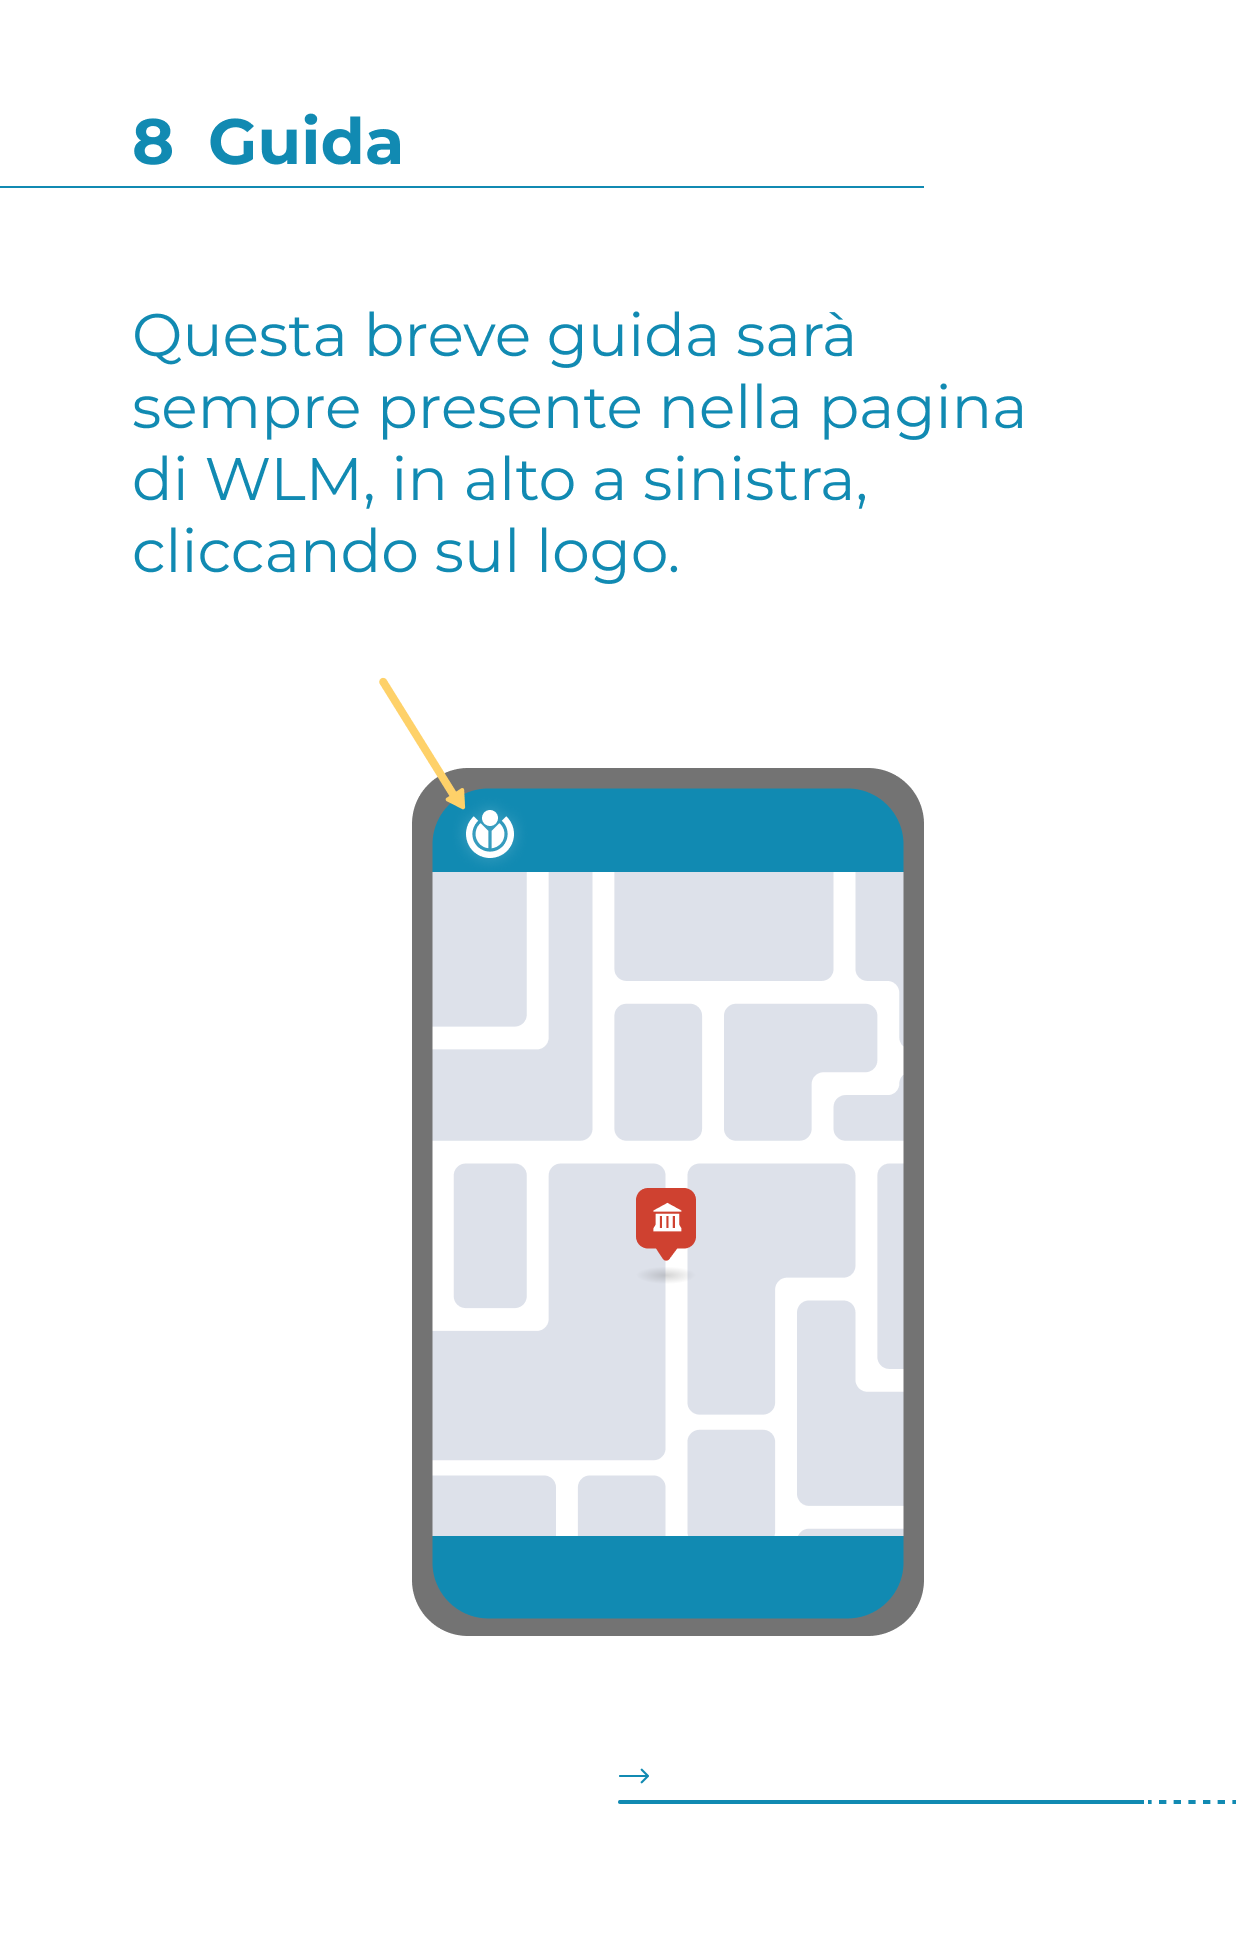 8 Guida
Questa breve guida sarà
sempre presente nella pagina
di WLM, in alto a sinistra,
cliccando sul logo.